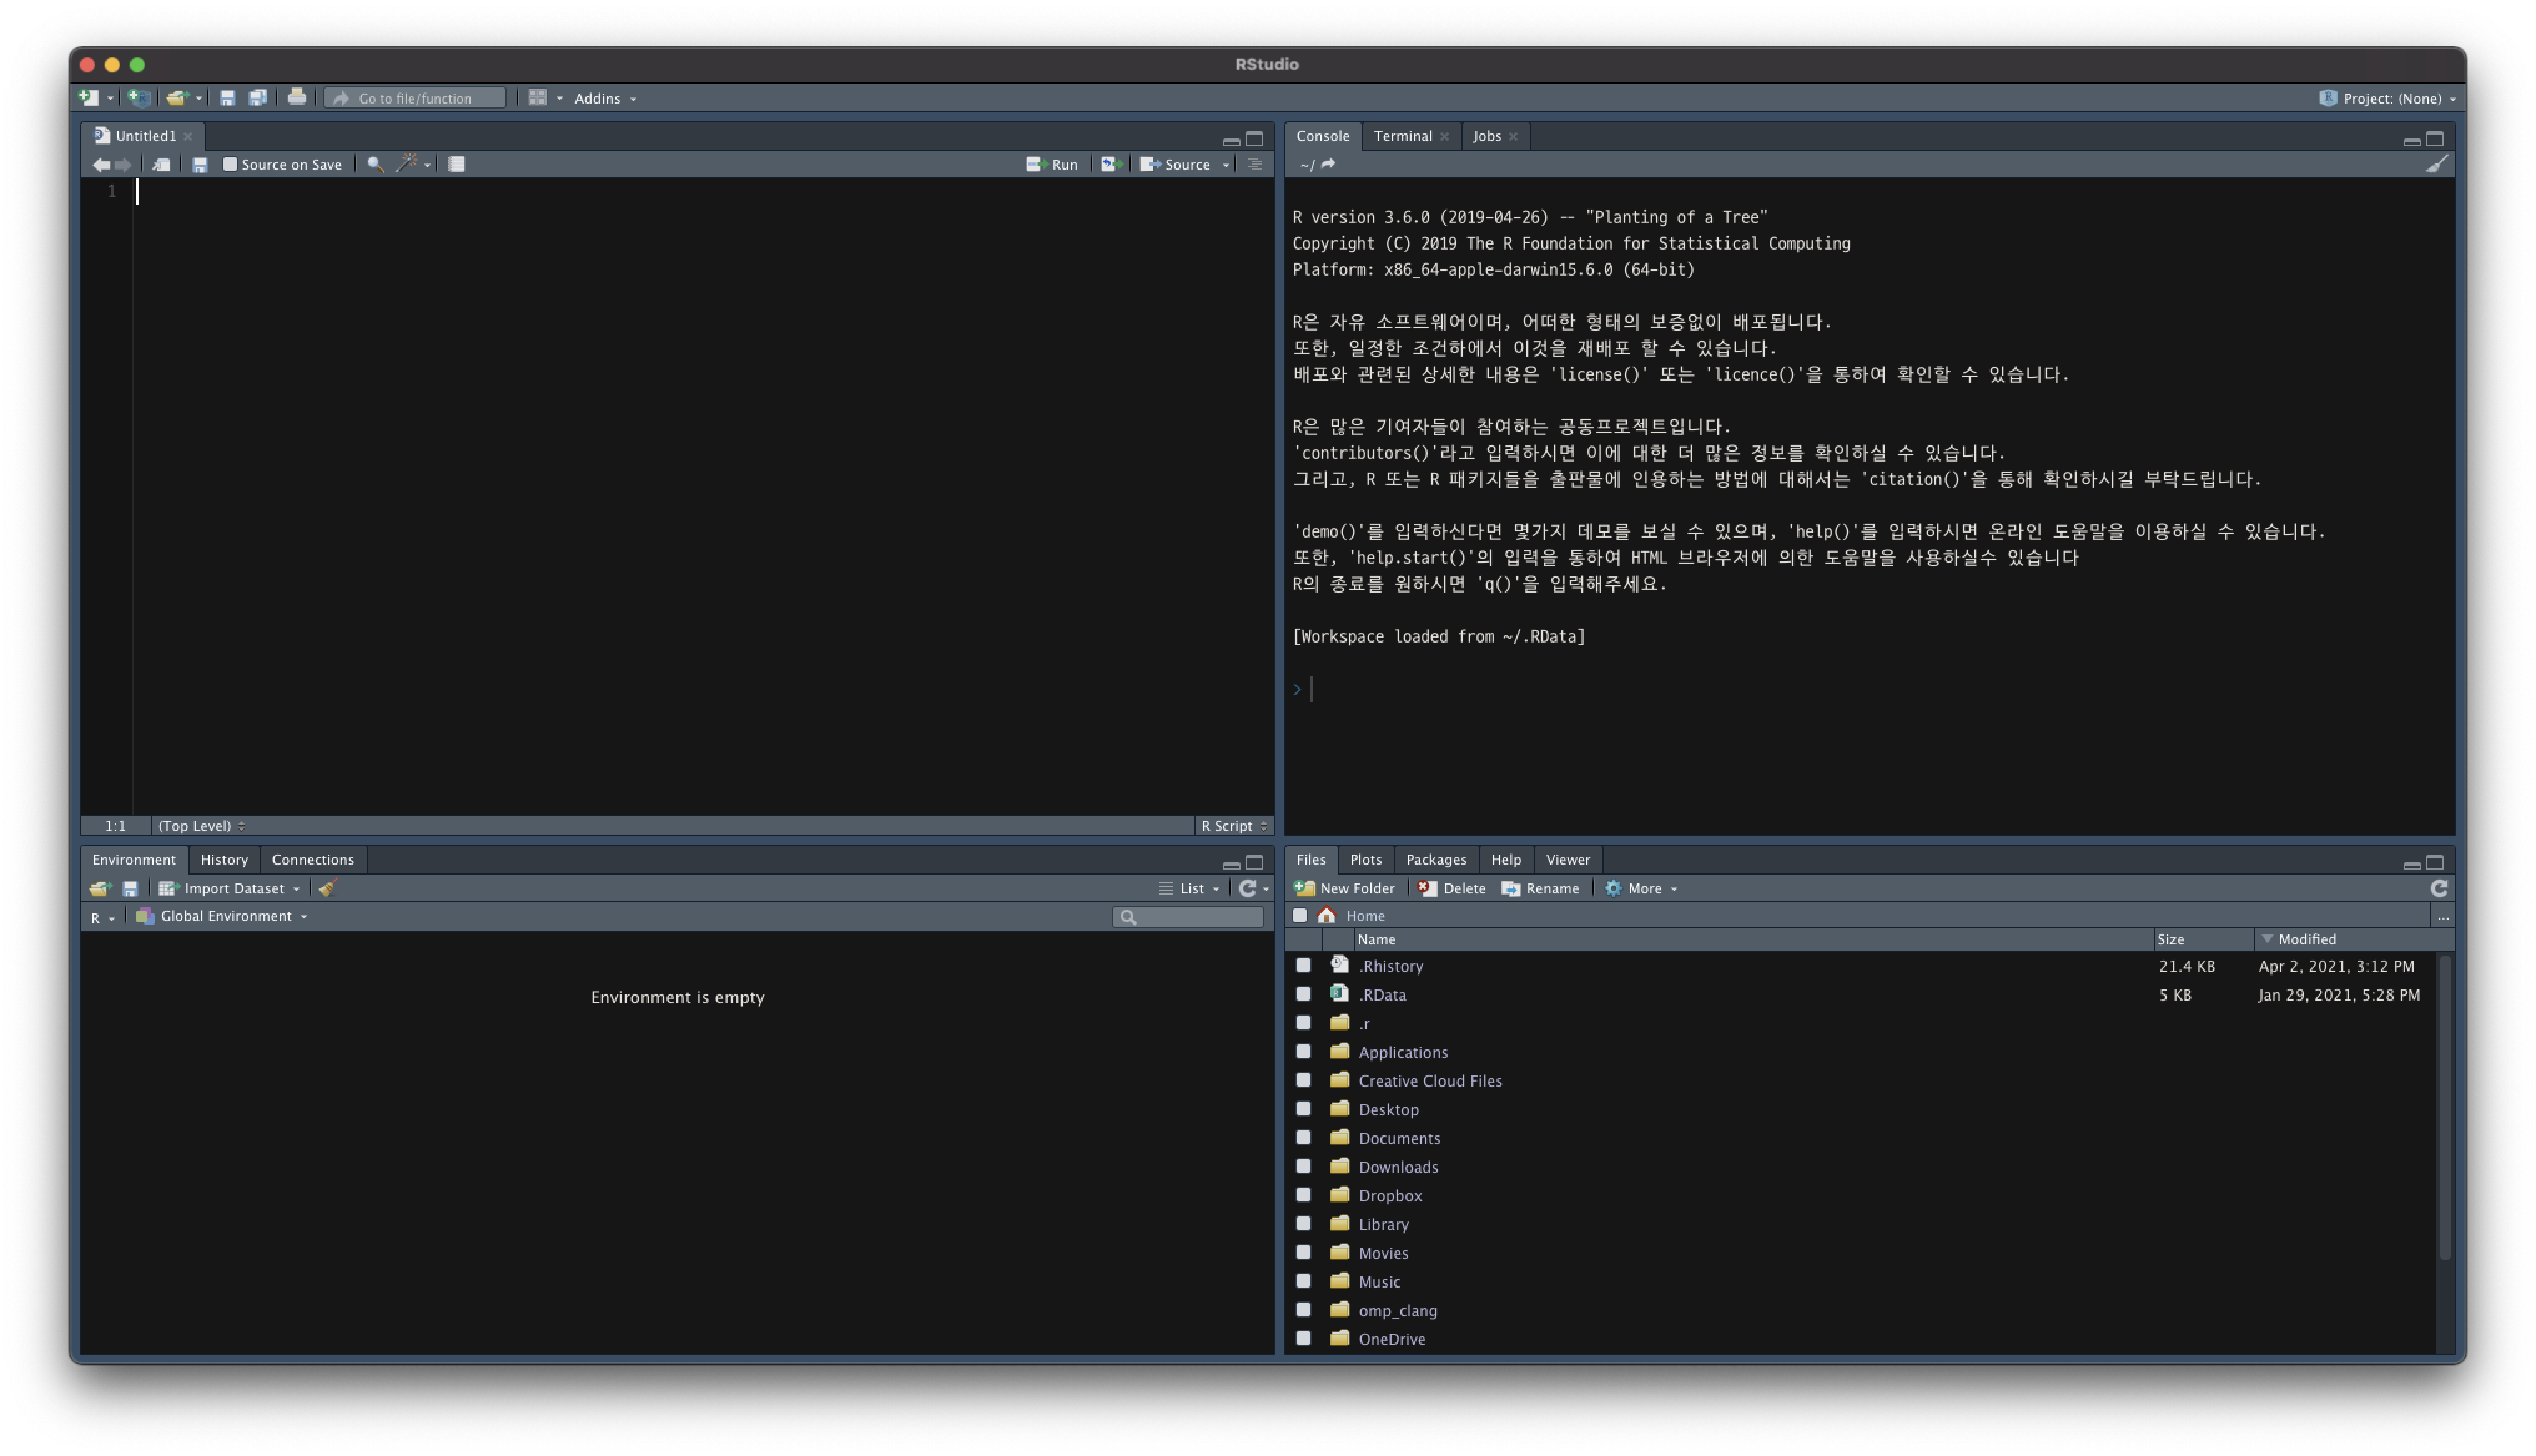 RStudio
Go to file/function
Addins
Project: (None)
Untitled1
Source on Save
Run
Source
1
1:1
(Top Level)
R Script
Console
Terminal
Jobs
~/
R version 3.6.0 (2019-04-26) -- "Planting of a Tree"
Copyright (C) 2019 The R Foundation for Statistical Computing
Platform: x86_64-apple-darwin15.6.0 (64-bit)
R은 자유 소프트웨어이며, 어떠한 형태의 보증없이 배포됩니다.
또한, 일정한 조건하에서 이것을 재배포 할 수 있습니다.
배포와 관련된 상세한 내용은 'license()' 또는 'licence()'을 통하여 확인할 수 있습니다.
R은 많은 기여자들이 참여하는 공동프로젝트입니다.
'contributors()'라고 입력하시면 이에 대한 더 많은 정보를 확인하실 수 있습니다.
그리고, R 또는 R 패키지들을 출판물에 인용하는 방법에 대해서는 'citation()'을 통해 확인하시길 부탁드립니다.
'demo()'를 입력하신다면 몇가지 데모를 보실 수 있으며, 'help()'를 입력하시면 온라인 도움말을 이용하실 수 있습니다.
또한, 'help.start()'의 입력을 통하여 HTML 브라우저에 의한 도움말을 사용하실수 있습니다
R의 종료를 원하시면 'q()'을 입력해주세요.
[Workspace loaded from ~/.RData]
>
Environment
History
Connections
Import Dataset
List
R
Global Environment
Environment is empty
Files
Plots
Packages
Help
Viewer
New Folder
Delete
Rename
More
Home
...
Name
Size
Modified
.Rhistory 21.4 KB Apr 2, 2021, 3:12 PM
.RData 5 KB Jan 29, 2021, 5:28 PM
.r
Applications
Creative Cloud Files
Desktop
Documents
Downloads
Dropbox
Library
Movies
Music
omp_clang
OneDrive